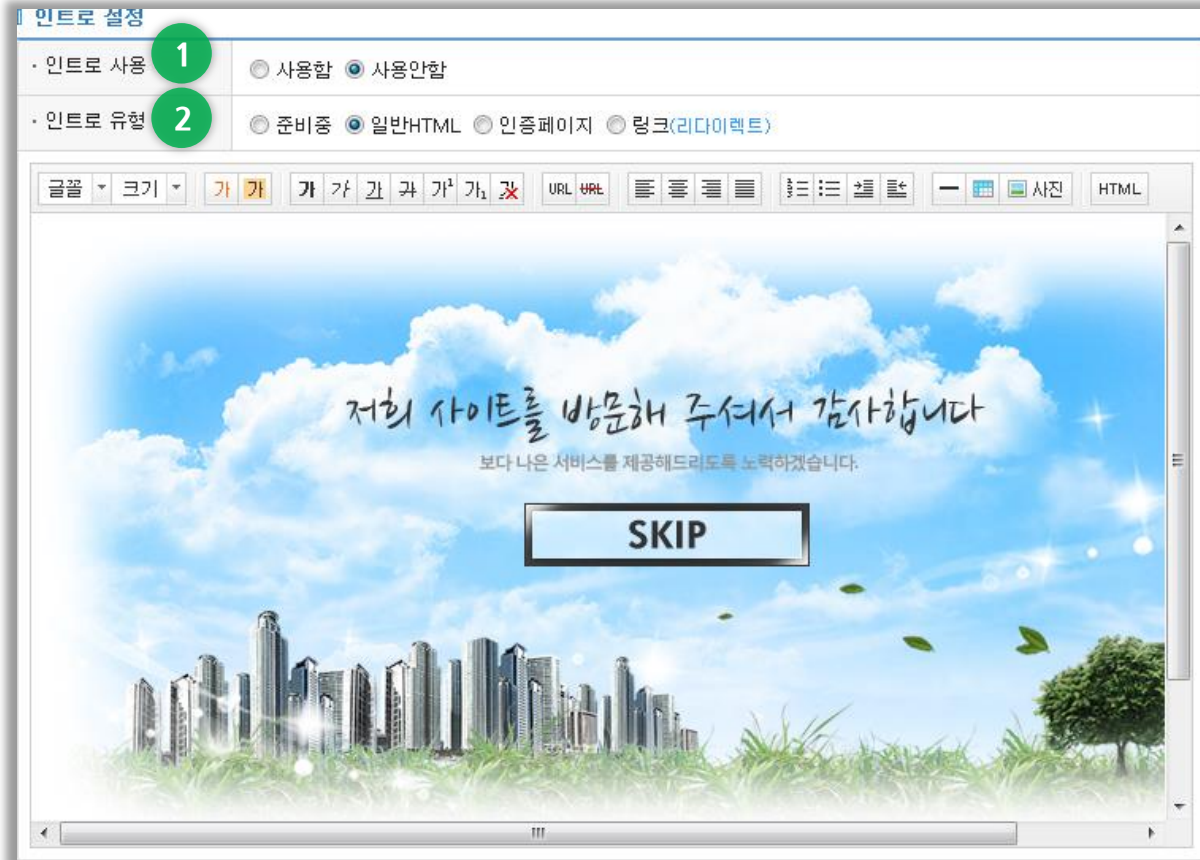 인트로 설정
· 인트로 사용 1 사용함 사용안함
· 인트로 유형 2 준비중 일반HTML 인증페이지 링크(리다이렉트)
글꼴 크기 가 가 가 가 가 가 가¹ 가₁ 가 URL URL 사진 HTML
저희 사이트를 방문해 주셔서 감사합니다
보다 나은 서비스를 제공해드리도록 노력하겠습니다.
SKIP